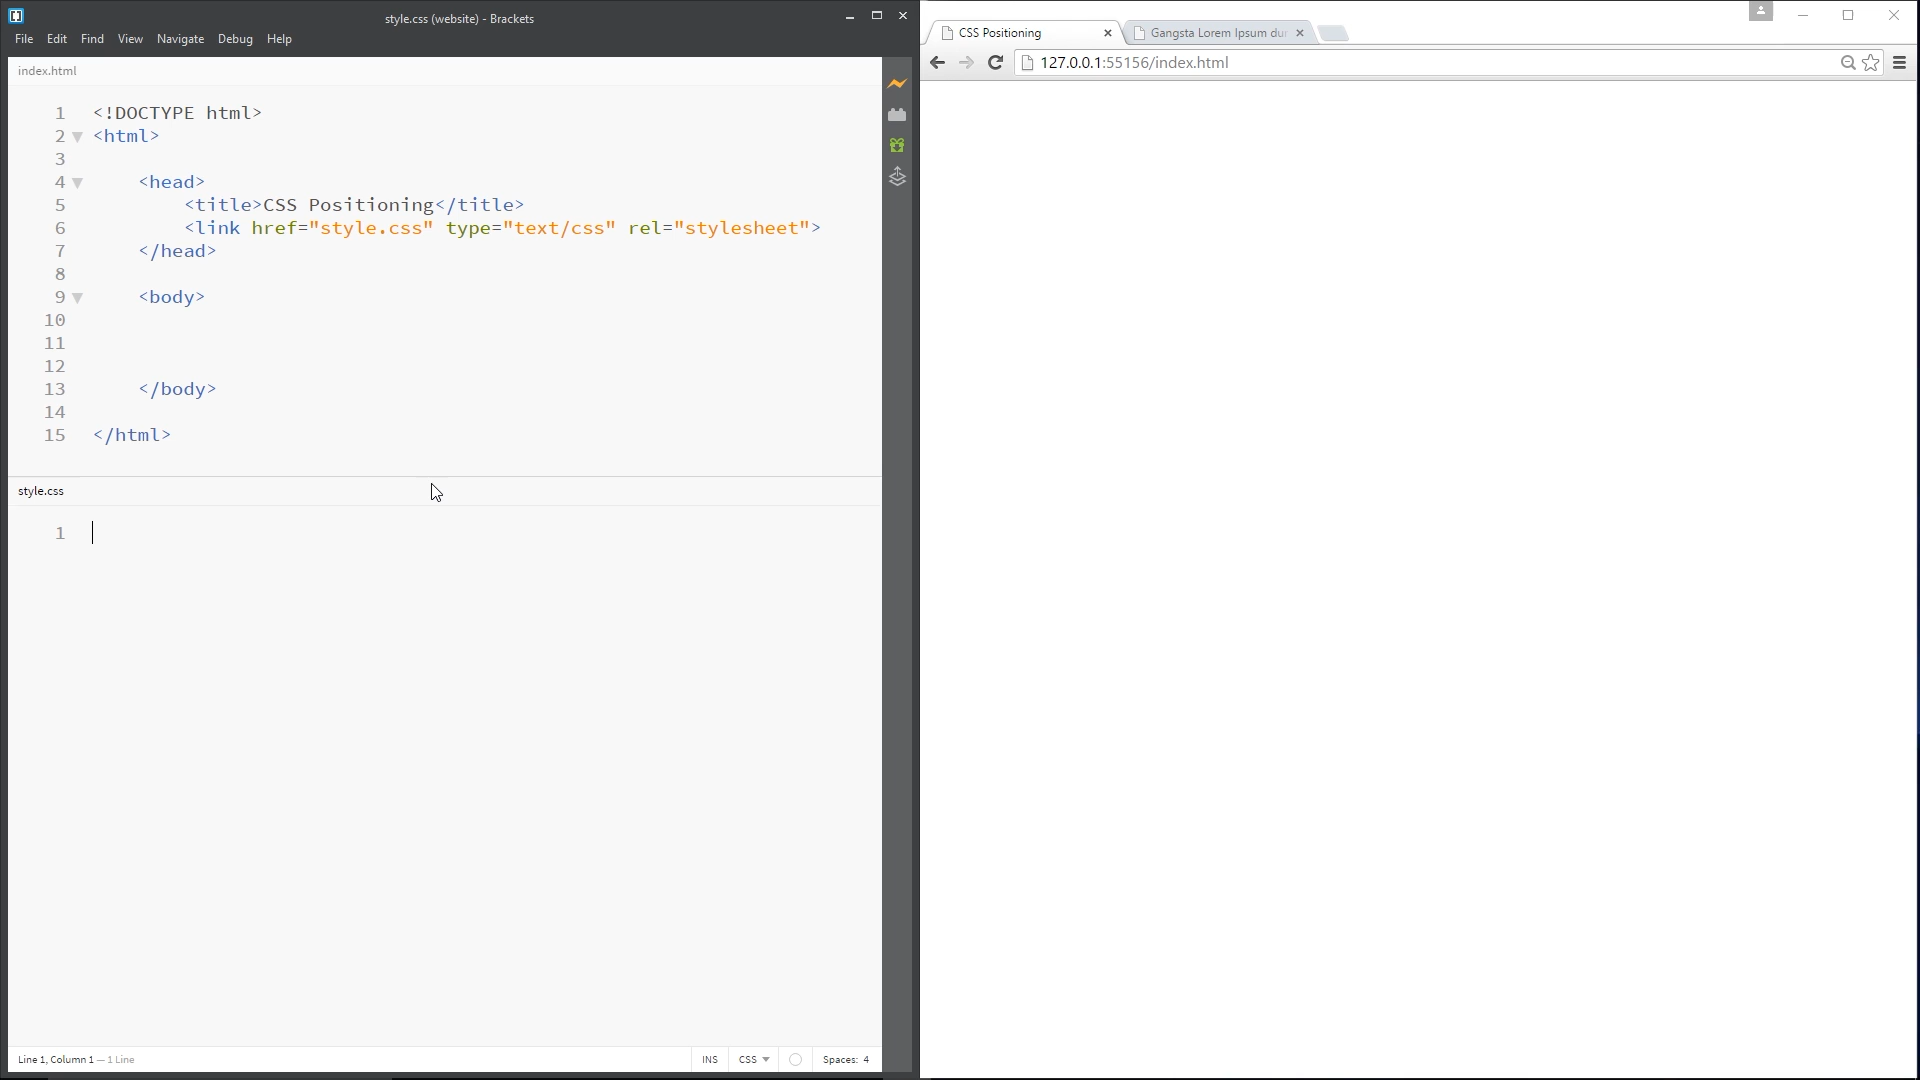 style.css (website) - Brackets
File Edit Find View Navigate Debug Help
index.html
1 <!DOCTYPE html>
2 <html>
3
4 <head>
5 <title>CSS Positioning</title>
6 <link href="style.css" type="text/css" rel="stylesheet">
7 </head>
8
9 <body>
10
11
12
13 </body>
14
15 </html>
style.css
1
Line 1, Column 1 — 1 Line
INS CSS Spaces: 4
CSS Positioning
Gangsta Lorem Ipsum
127.0.0.1:55156/index.html